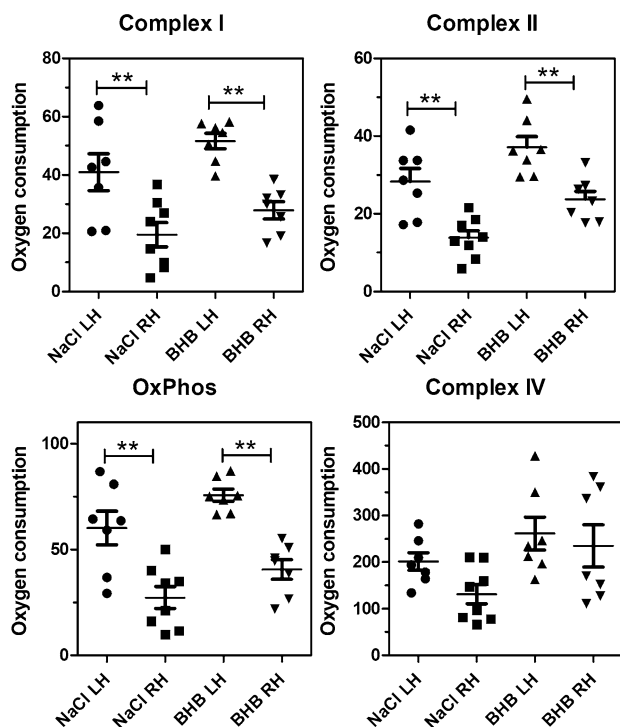 Complex I
Oxygen consumption
80
60
40
20
0
**
**
NaCl LH
NaCl RH
BHB LH
BHB RH
Complex II
Oxygen consumption
60
40
20
0
**
**
NaCl LH
NaCl RH
BHB LH
BHB RH
OxPhos
Oxygen consumption
100
50
0
**
**
NaCl LH
NaCl RH
BHB LH
BHB RH
Complex IV
Oxygen consumption
500
400
300
200
100
0
NaCl LH
NaCl RH
BHB LH
BHB RH